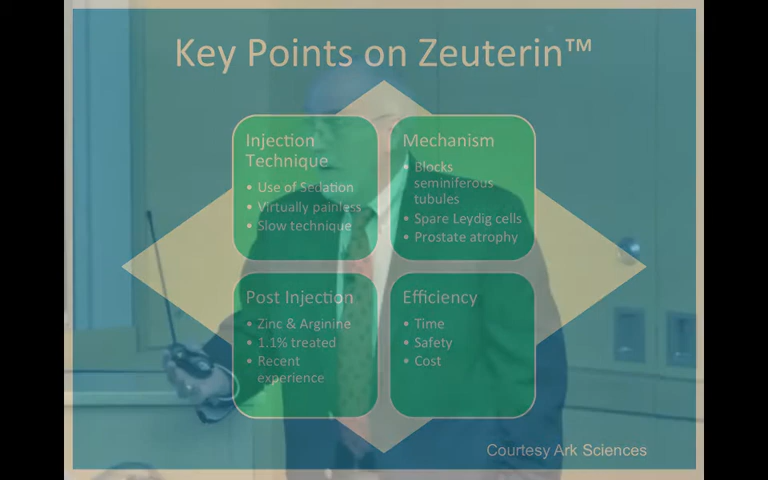 Key Points on Zeuterin™
Injection
Technique
• Use of Sedation
• Virtually painless
• Slow technique
Mechanism
• Blocks
seminiferous
tubules
• Spare Leydig cells
• Prostate atrophy
Post Injection
• Zinc & Arginine
• 1.1% treated
• Recent
experience
Efficiency
• Time
• Safety
• Cost
Courtesy Ark Sciences